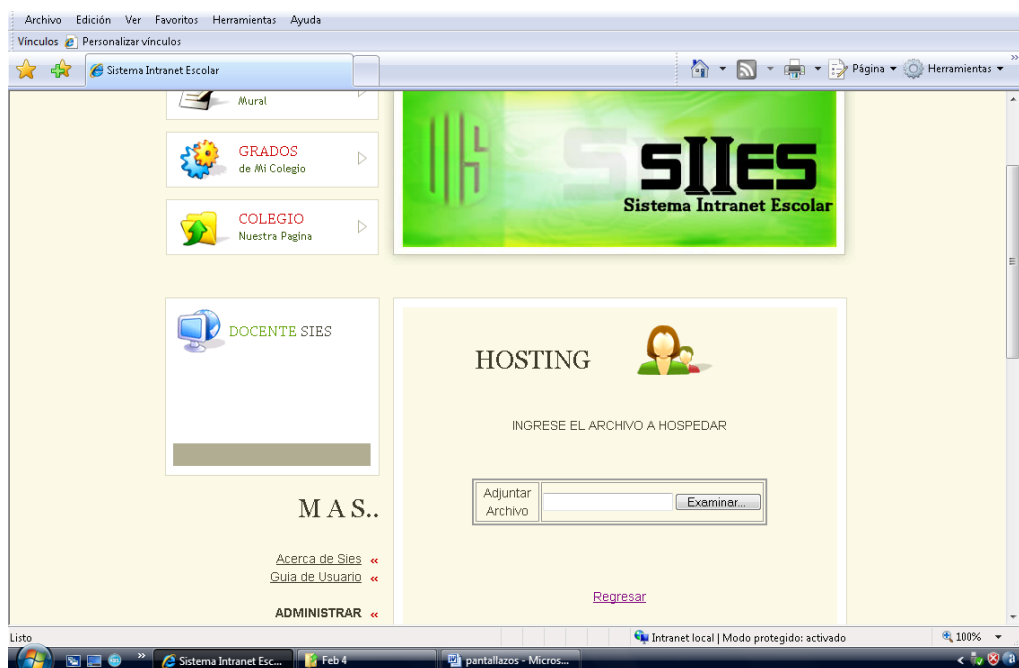 Archivo Edición Ver Favoritos Herramientas Ayuda
Vínculos Personalizar vínculos
Sistema Intranet Escolar
Página Herramientas
Mural
GRADOS
de Mi Colegio
COLEGIO
Nuestra Pagina
sIIES
Sistema Intranet Escolar
DOCENTE SIES
HOSTING
INGRESE EL ARCHIVO A HOSPEDAR
Adjuntar
Archivo
Examinar...
M A S..
Acerca de Sies «
Guia de Usuario «
ADMINISTRAR «
Regresar
Listo
Intranet local | Modo protegido: activado
100%
Sistema Intranet Esc...
Feb 4
pantallazos - Micros...